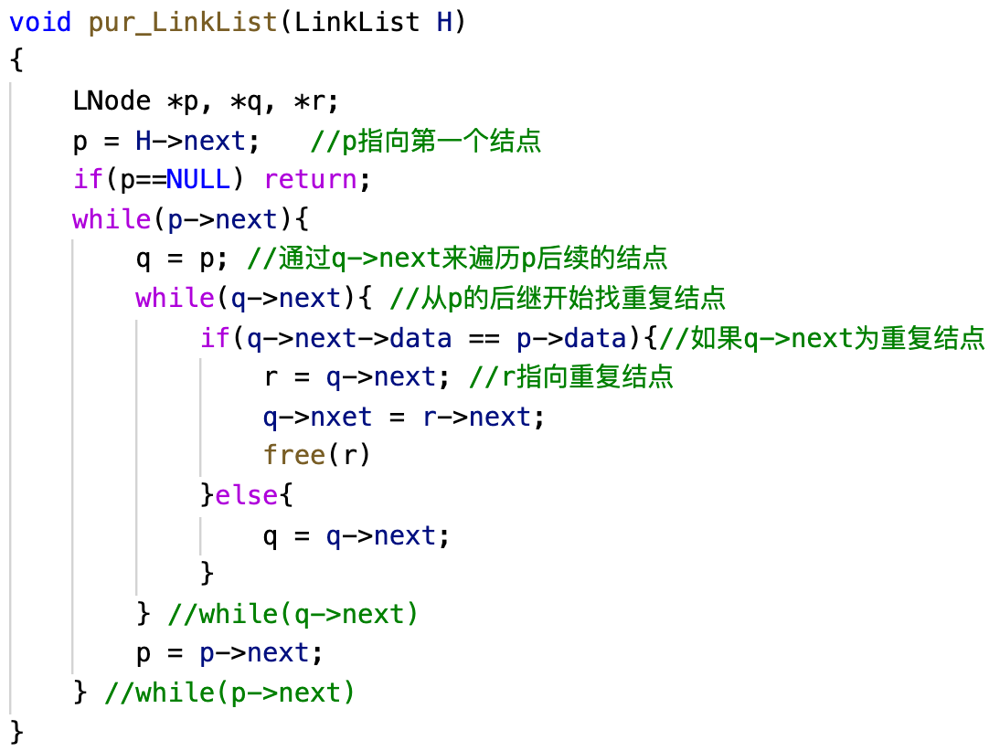 void pur_LinkList(LinkList H)
{
    LNode *p, *q, *r;
    p = H->next;   //p指向第一个结点
    if(p==NULL) return;
    while(p->next){
        q = p; //通过q->next来遍历p后续的结点
        while(q->next){ //从p的后继开始找重复结点
            if(q->next->data == p->data){//如果q->next为重复结点
                r = q->next; //r指向重复结点
                q->nxet = r->next;
                free(r)
            }else{
                q = q->next;
            }
        } //while(q->next)
        p = p->next;
    } //while(p->next)
}